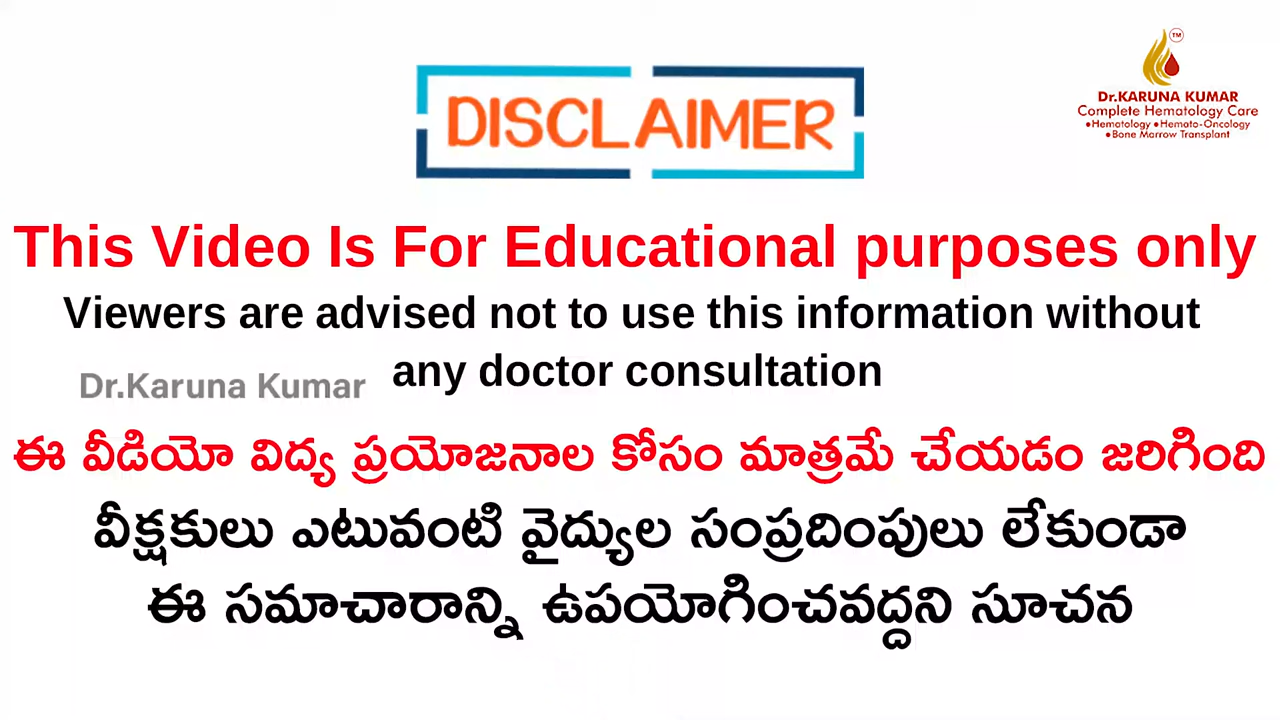 DISCLAIMER
TM
Dr.KARUNA KUMAR
Complete Hematology Care
•Hematology •Hemato-Oncology
•Bone Marrow Transplant
This Video Is For Educational purposes only
Viewers are advised not to use this information without
any doctor consultation
Dr.Karuna Kumar
ఈ వీడియో విద్య ప్రయోజనాల కోసం మాత్రమే చేయడం జరిగింది
వీక్షకులు ఎటువంటి వైద్యుల సంప్రదింపులు లేకుండా
ఈ సమాచారాన్ని ఉపయోగించవద్దని సూచన